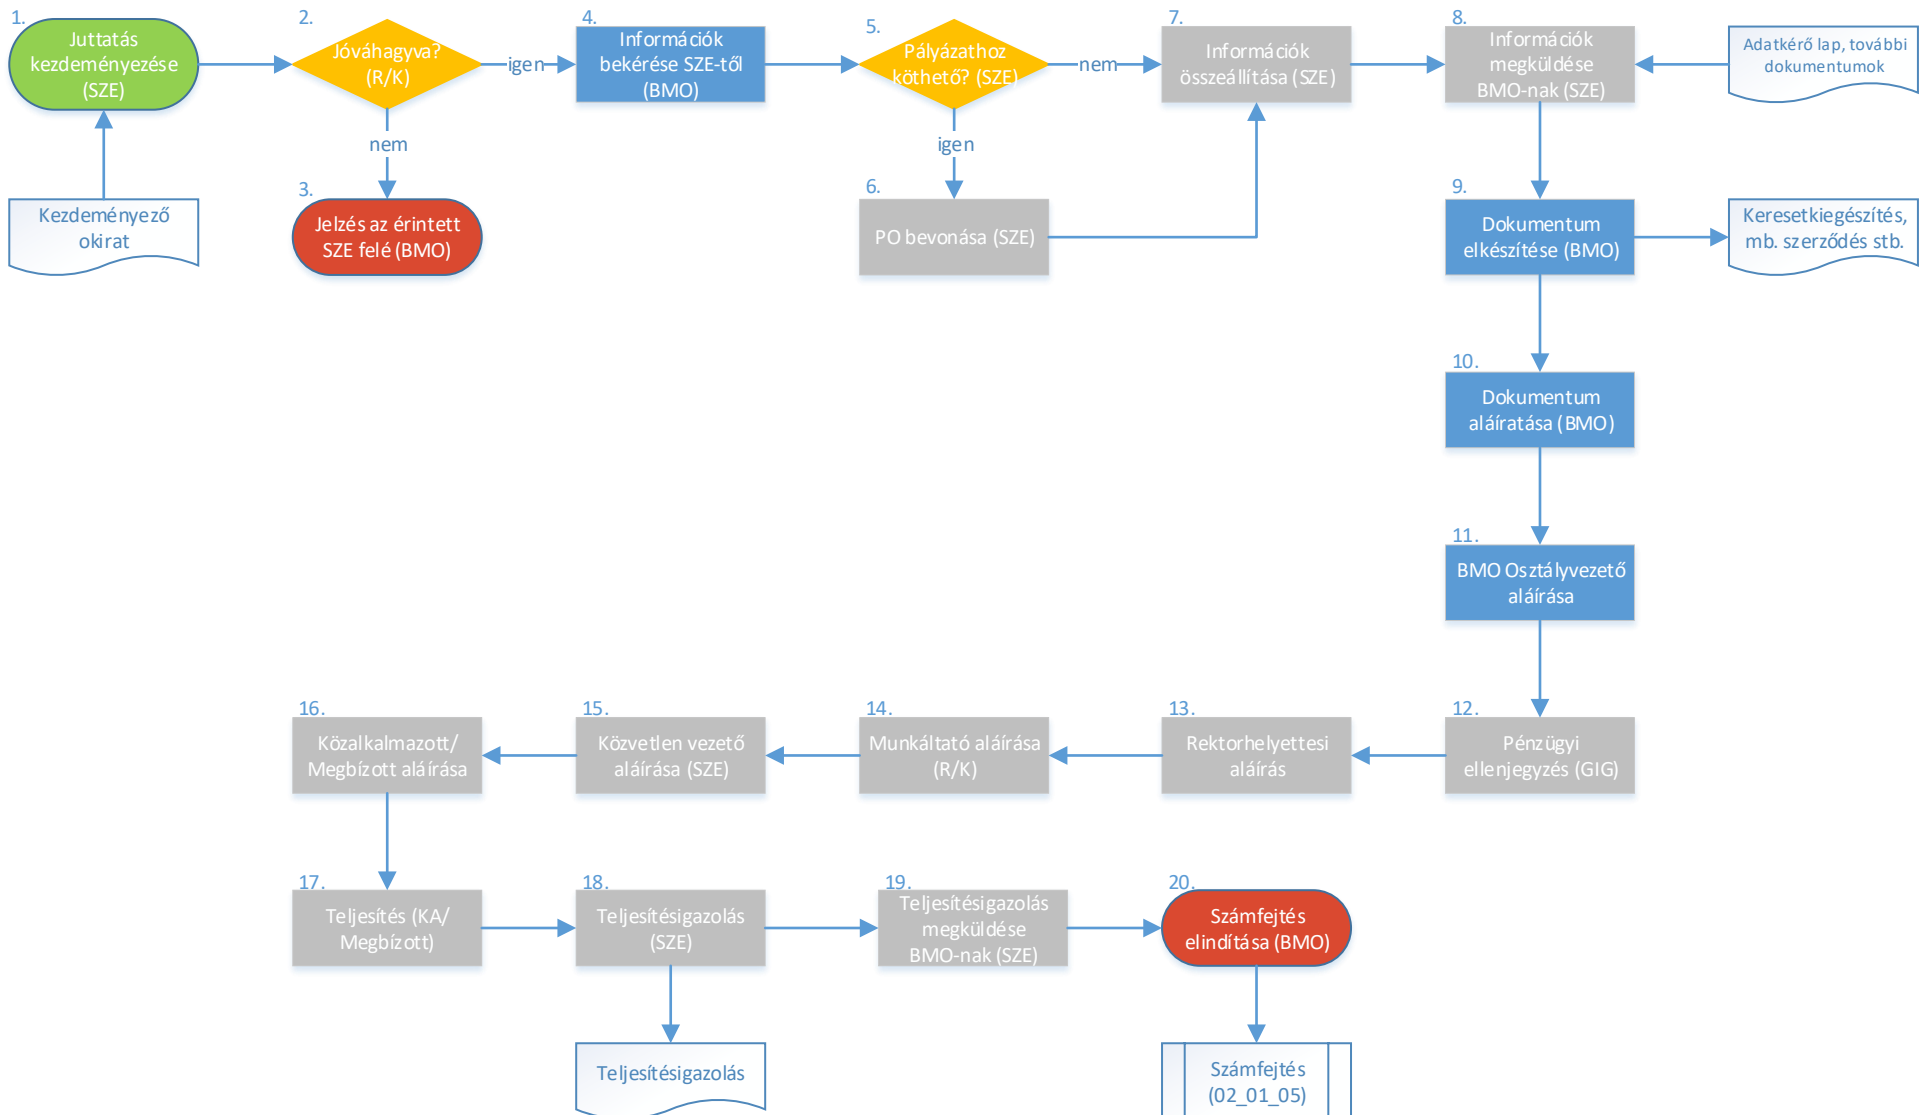 1.
Juttatás
kezdeményezése
(SZE)
2.
Jóváhagyva?
(R/K)
igen
nem
3.
Jelzés az érintett
SZE felé (BMO)
Kezdeményező
okirat
4.
Információk
bekérése SZE-től
(BMO)
5.
Pályázathoz
köthető? (SZE)
nem
igen
6.
PO bevonása (SZE)
7.
Információk
összeállítása (SZE)
8.
Információk
megküldése
BMO-nak (SZE)
Adatkérő lap, további
dokumentumok
9.
Dokumentum
elkészítése (BMO)
Keresetkiegészítés,
mb. szerződés stb.
10.
Dokumentum
aláíratása (BMO)
11.
BMO Osztályvezető
aláírása
12.
Pénzügyi
ellenjegyzés (GIG)
13.
Rektorhelyettesi
aláírás
14.
Munkáltató aláírása
(R/K)
15.
Közvetlen vezető
aláírása (SZE)
16.
Közalkalmazott/
Megbízott aláírása
17.
Teljesítés (KA/
Megbízott)
18.
Teljesítésigazolás
(SZE)
19.
Teljesítésigazolás
megküldése
BMO-nak (SZE)
20.
Számfejtés
elindítása (BMO)
Teljesítésigazolás
Számfejtés
(02_01_05)